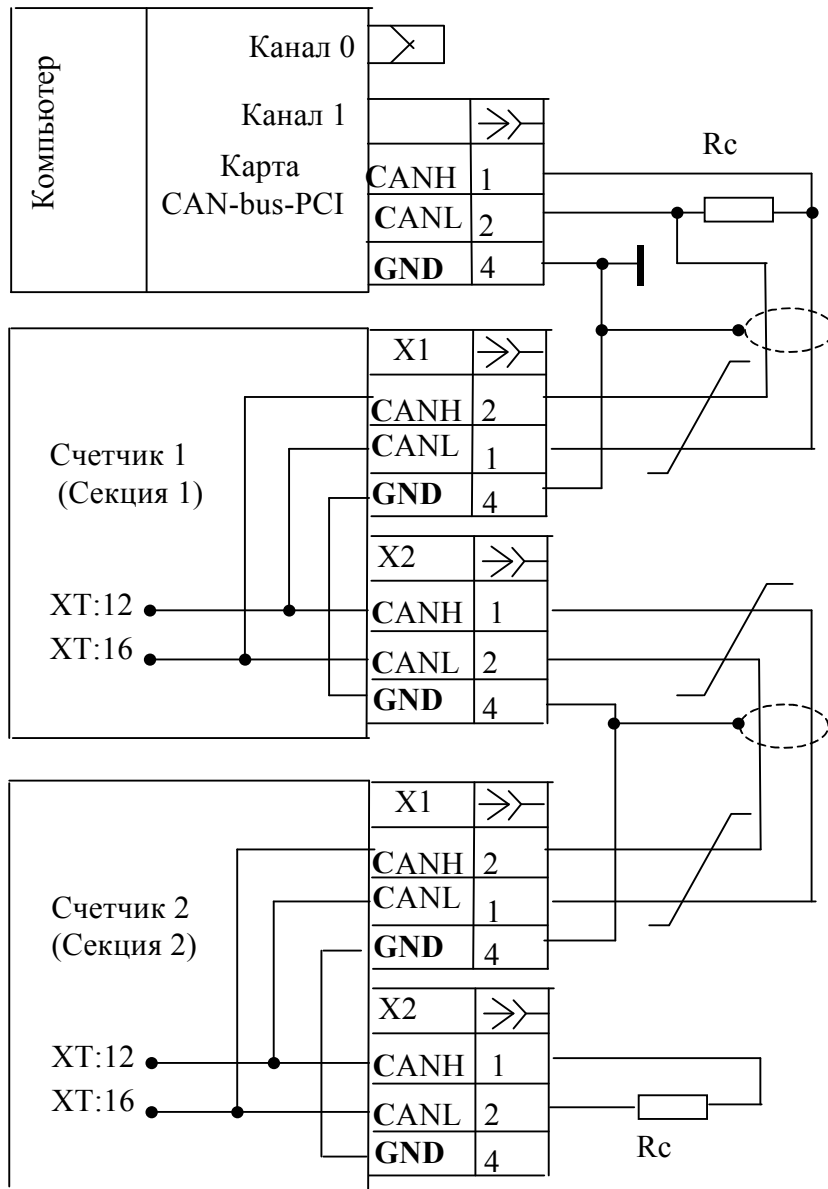 Компьютер
Канал 0
Канал 1
Карта
CAN-bus-PCI
CANH 1
CANL 2
GND 4
Rc
X1
CANH 2
CANL 1
GND 4
Счетчик 1
(Секция 1)
X2
XT:12
CANH 1
XT:16
CANL 2
GND 4
X1
CANH 2
CANL 1
GND 4
Счетчик 2
(Секция 2)
X2
XT:12
CANH 1
XT:16
CANL 2
GND 4
Rc